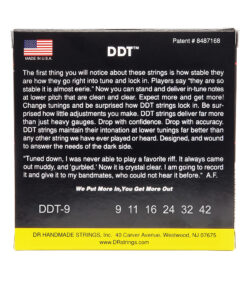 Patent # 8487168
DDT™
MADE IN U.S.A.
The first thing you will notice about these strings is how stable they
are how they go right into tune and lock in. Players say "they are so
stable it is almost eerie." Now you can stand and deliver in-tune notes
at lower pitch that are clean and clear. Expect more and get more!
Change tunings and be surprised how DDT strings lock in. Be sur-
prised how little adjustments you make. DDT strings deliver far more
than just heavy gauges. Drop with confidence. Drop with accuracy.
DDT strings maintain their intonation at lower tunings far better than
any other string we have ever played or heard. Designed, and wound
to answer the needs of the dark side.
"Tuned down, I was never able to play a favorite riff. It always came
out muddy, and 'gurbled.' Now it is crystal clear. I am going to record
it and give it to my bandmates, who could not hear it before." A.F.
We Put More In,You Get More Out
DDT-9 9 11 16 24 32 42
DR HANDMADE STRINGS, Inc. 40 Carver Avenue, Westwood, NJ 07675
www.DRstrings.com